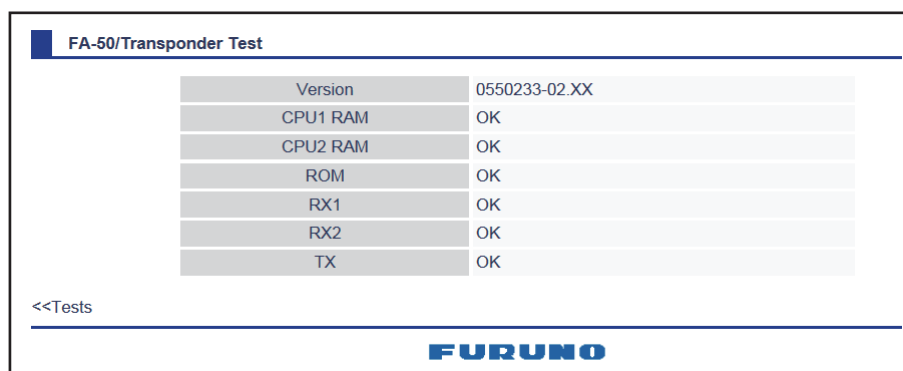 FA-50/Transponder Test
Version 0550233-02.XX
CPU1 RAM OK
CPU2 RAM OK
ROM OK
RX1 OK
RX2 OK
TX OK
<<Tests
FURUNO